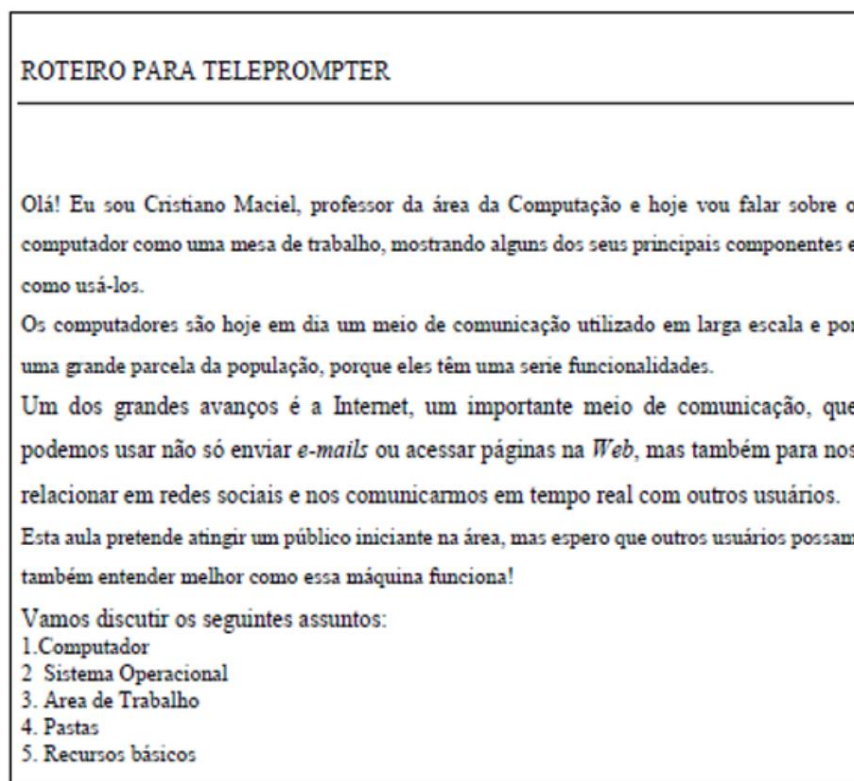 ROTEIRO PARA TELEPROMPTER
Olá! Eu sou Cristiano Maciel, professor da área da Computação e hoje vou falar sobre o
computador como uma mesa de trabalho, mostrando alguns dos seus principais componentes e
como usá-los.
Os computadores são hoje em dia um meio de comunicação utilizado em larga escala e por
uma grande parcela da população, porque eles têm uma serie funcionalidades.
Um dos grandes avanços é a Internet, um importante meio de comunicação, que
podemos usar não só enviar e-mails ou acessar páginas na Web, mas também para nos
relacionar em redes sociais e nos comunicarmos em tempo real com outros usuários.
Esta aula pretende atingir um público iniciante na área, mas espero que outros usuários possam
também entender melhor como essa máquina funciona!
Vamos discutir os seguintes assuntos:
1.Computador
2 Sistema Operacional
3. Area de Trabalho
4. Pastas
5. Recursos básicos